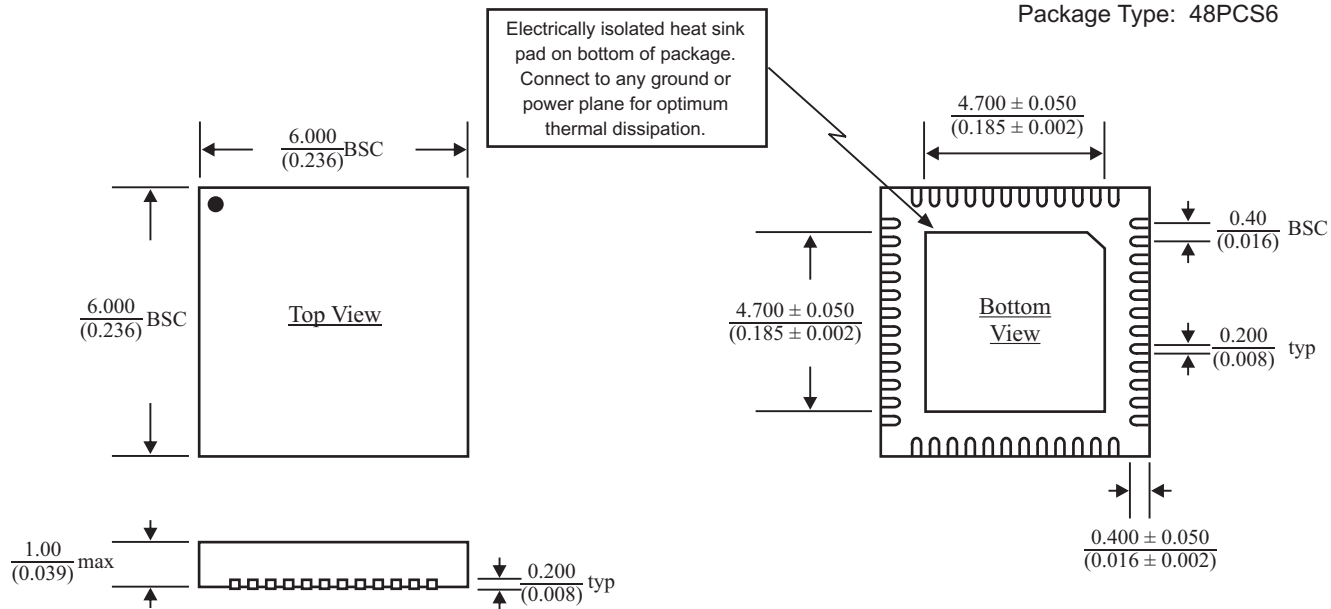 Package Type: 48PCS6
Electrically isolated heat sink
pad on bottom of package.
Connect to any ground or
power plane for optimum
thermal dissipation.
6.000
(0.236)
BSC
4.700 ± 0.050
(0.185 ± 0.002)
6.000
(0.236)
BSC
Top View
4.700 ± 0.050
(0.185 ± 0.002)
Bottom
View
0.40
(0.016)
BSC
0.200
(0.008)
typ
1.00
(0.039)
max
0.200
(0.008)
typ
0.400 ± 0.050
(0.016 ± 0.002)